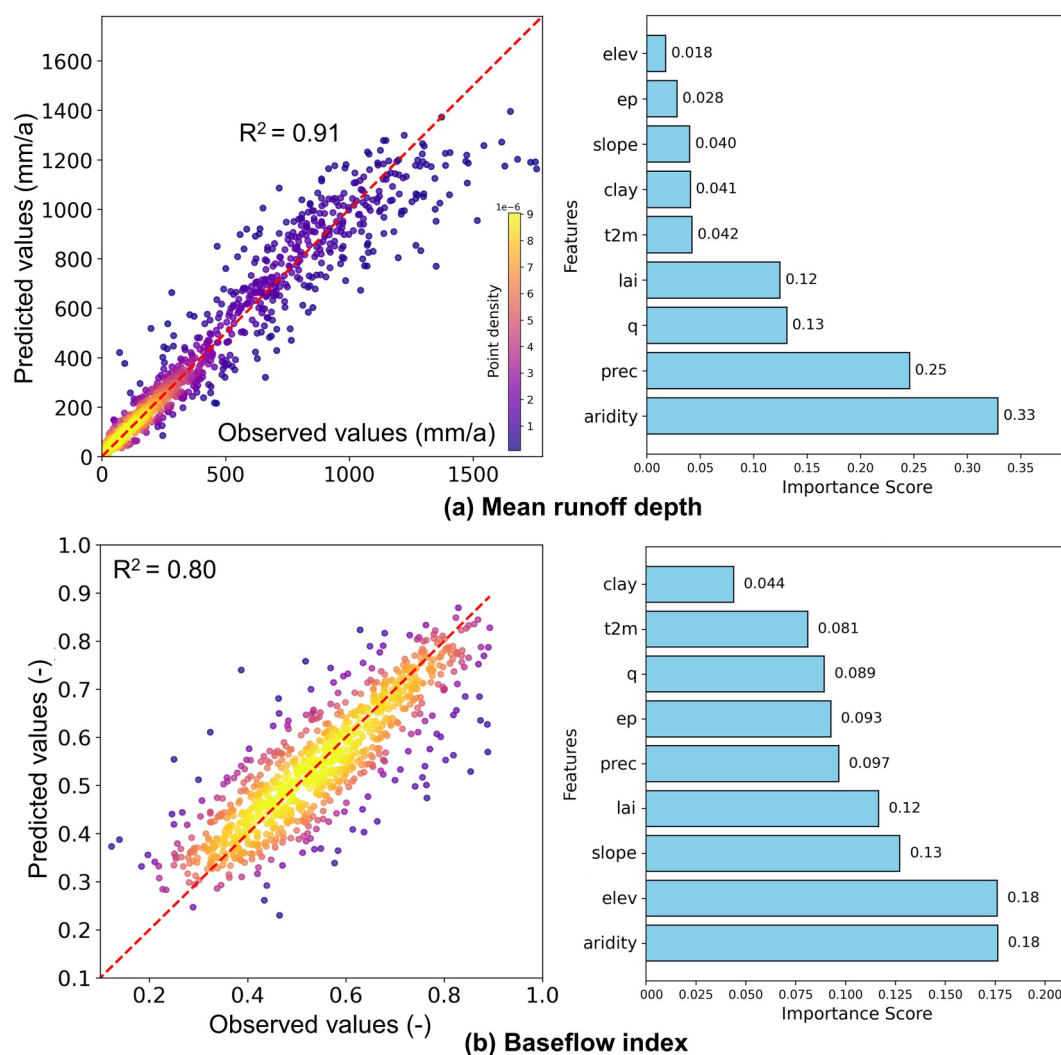 1600
1400
1200
1000
800
600
400
200
0
Predicted values (mm/a)
R² = 0.91
1e−6
9
8
7
6
5
4
3
2
1
Point density
Observed values (mm/a)
0
500
1000
1500
Features
elev
0.018
ep
0.028
slope
0.040
clay
0.041
t2m
0.042
lai
0.12
q
0.13
prec
0.25
aridity
0.33
0.00 0.05 0.10 0.15 0.20 0.25 0.30 0.35
Importance Score
(a) Mean runoff depth
1.0
0.9
0.8
0.7
0.6
0.5
0.4
0.3
0.2
0.1
Predicted values (-)
R² = 0.80
0.2 0.4 0.6 0.8 1.0
Observed values (-)
Features
clay
0.044
t2m
0.081
q
0.089
ep
0.093
prec
0.097
lai
0.12
slope
0.13
elev
0.18
aridity
0.18
000 0.025 0.050 0.075 0.100 0.125 0.150 0.175 0.200
Importance Score
(b) Baseflow index